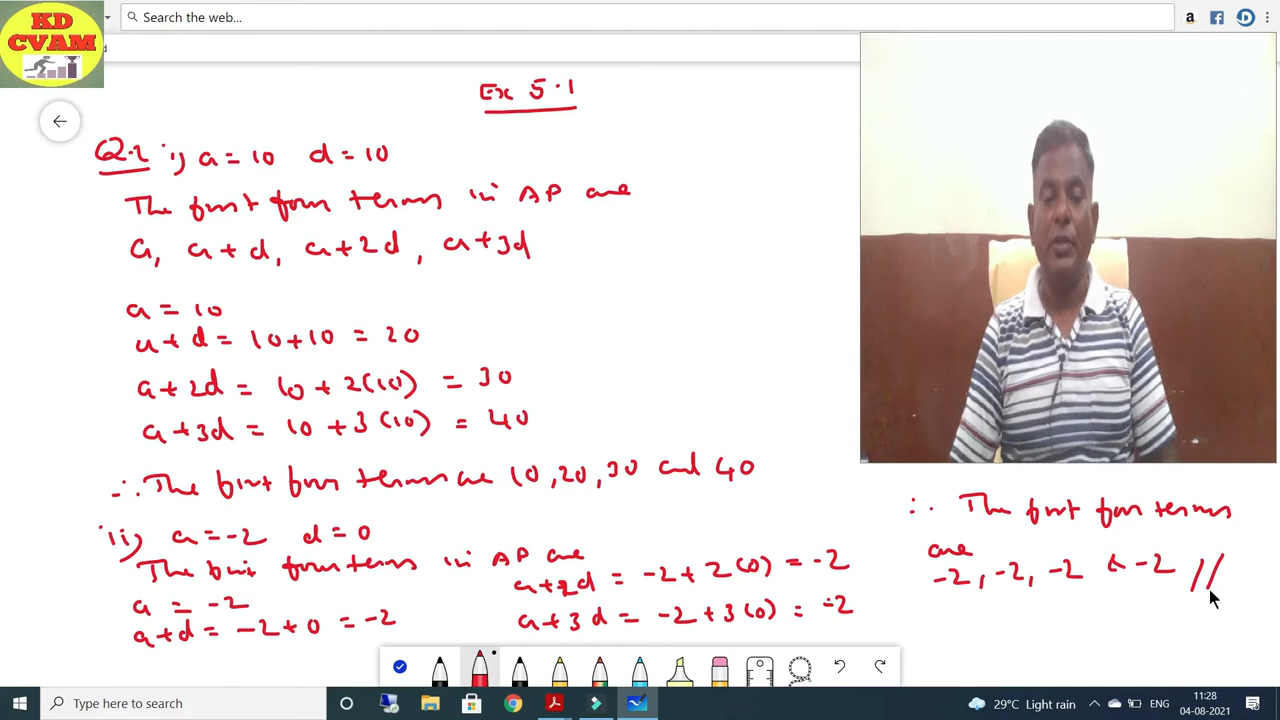 KD
CVAM
Search the web...
Ex 5.1
Q.2 i) a = 10 d = 10
The first four terms in AP are
a, a + d, a + 2d, a + 3d
a = 10
a + d = 10 + 10 = 20
a + 2d = 10 + 2(10) = 30
a + 3d = 10 + 3(10) = 40
∴ The first four terms are 10, 20, 30 and 40
ii) a = -2 d = 0
The first four terms in AP are
a = -2
a + d = -2 + 0 = -2
a + 2d = -2 + 2(0) = -2
a + 3d = -2 + 3(0) = -2
∴ The first four terms
are
-2, -2, -2 & -2 //
Type here to search
29°C Light rain
ENG
11:28
04-08-2021